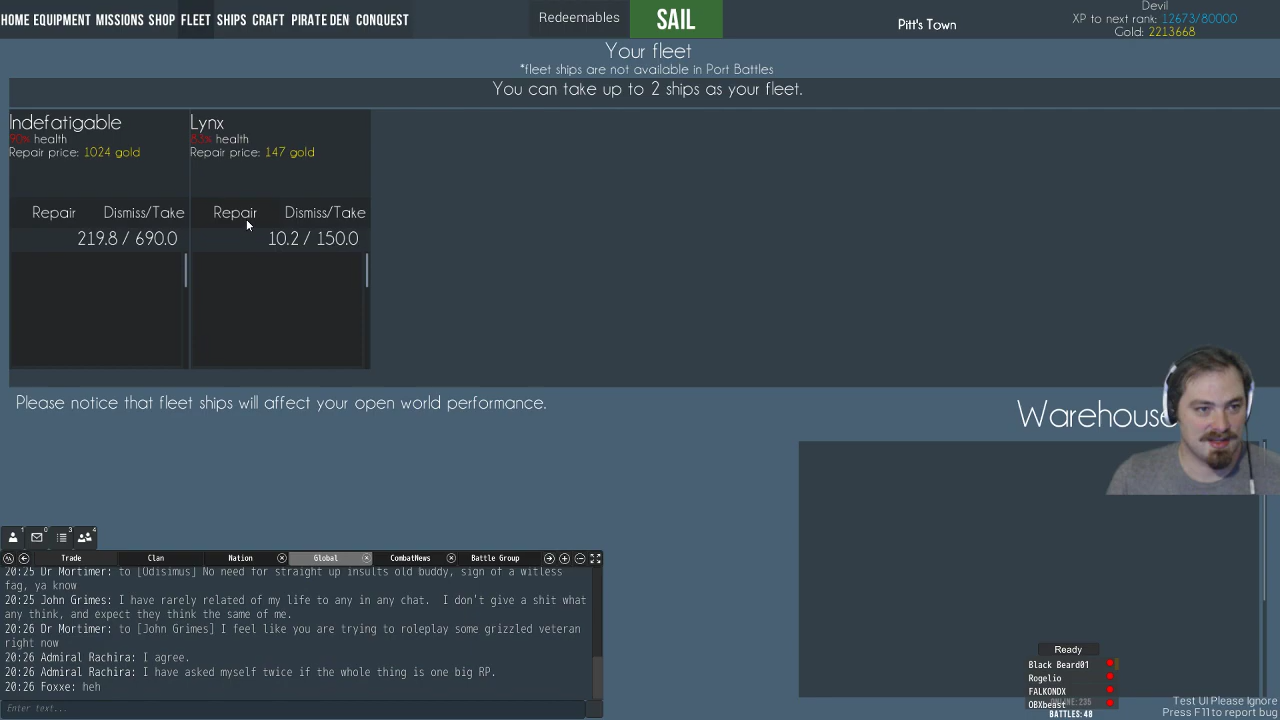 HOME EQUIPMENT MISSIONS SHOP FLEET SHIPS CRAFT PIRATE DEN CONQUEST
Redeemables
SAIL
Pitt's Town
Devil
XP to next rank: 12673/80000
Gold: 2213668
Your fleet
*fleet ships are not available in Port Battles
You can take up to 2 ships as your fleet.
Indefatigable
90% health
Repair price: 1024 gold
Repair Dismiss/Take
219.8 / 690.0
Lynx
83% health
Repair price: 147 gold
Repair Dismiss/Take
10.2 / 150.0
Please notice that fleet ships will affect your open world performance.
Warehouse
1 0 3 4
Trade Clan Nation Global CombatNews Battle Group
20:25 Dr Mortimer: to [Odisimus] No need for straight up insults old buddy, sign of a witless
fag, ya know
20:25 John Grimes: I have rarely related of my life to any in any chat. I don't give a shit what
any think, and expect they think the same of me.
20:26 Dr Mortimer: to [John Grimes] I feel like you are trying to roleplay some grizzled veteran
right now
20:26 Admiral Rachira: I agree.
20:26 Admiral Rachira: I have asked myself twice if the whole thing is one big RP.
20:26 Foxxe: heh
Enter text...
Ready
Black Beard01
Rogelio
FALKONDX
OBXbeast
ONLINE:235
BATTLES:40
Test UI Please Ignore
Press F11 to report bug